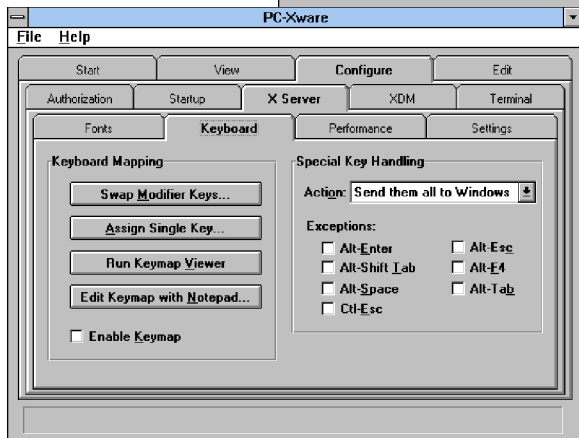 PC-Xware
File Help
Start View Configure Edit
Authorization Startup X Server XDM Terminal
Fonts Keyboard Performance Settings
Keyboard Mapping
Swap Modifier Keys...
Assign Single Key...
Run Keymap Viewer
Edit Keymap with Notepad...
Enable Keymap
Special Key Handling
Action: Send them all to Windows
Exceptions:
Alt-Enter
Alt-Shift Tab
Alt-Space
Ctl-Esc
Alt-Esc
Alt-F4
Alt-Tab